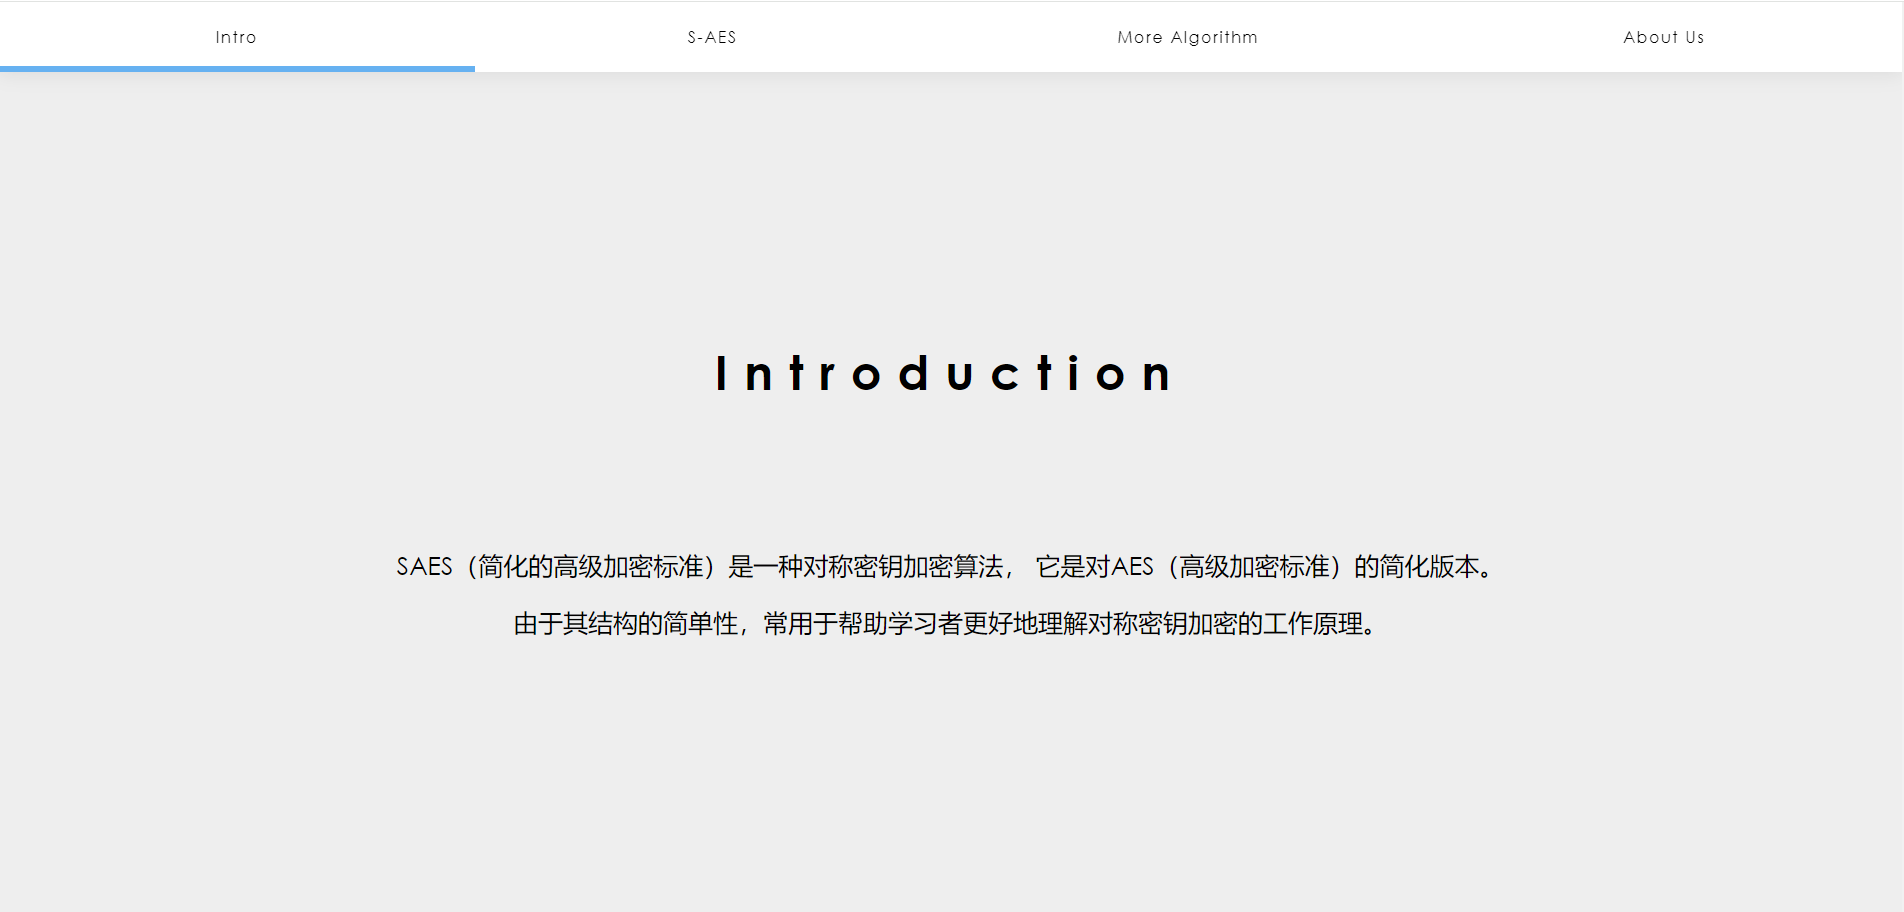 Intro
S-AES
More Algorithm
About Us
Introduction
SAES（简化的高级加密标准）是一种对称密钥加密算法， 它是对AES（高级加密标准）的简化版本。
由于其结构的简单性，常用于帮助学习者更好地理解对称密钥加密的工作原理。